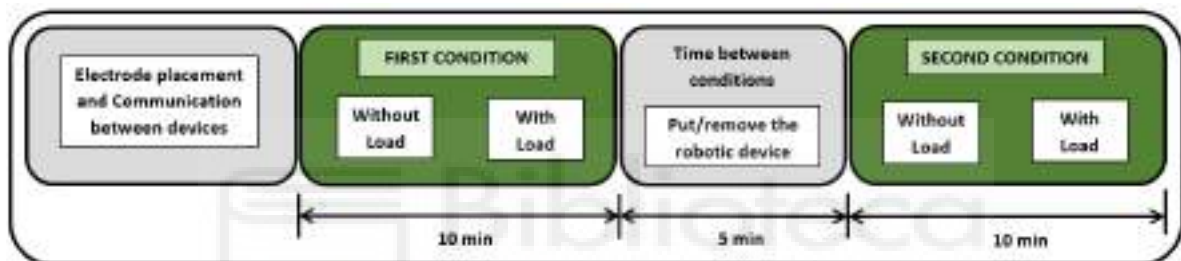 Electrode placement
and Communication
between devices
FIRST CONDITION
Without
Load
With
Load
Time between
conditions
Put/remove the
robotic device
SECOND CONDITION
Without
Load
With
Load
10 min
5 min
10 min
Biblioteca